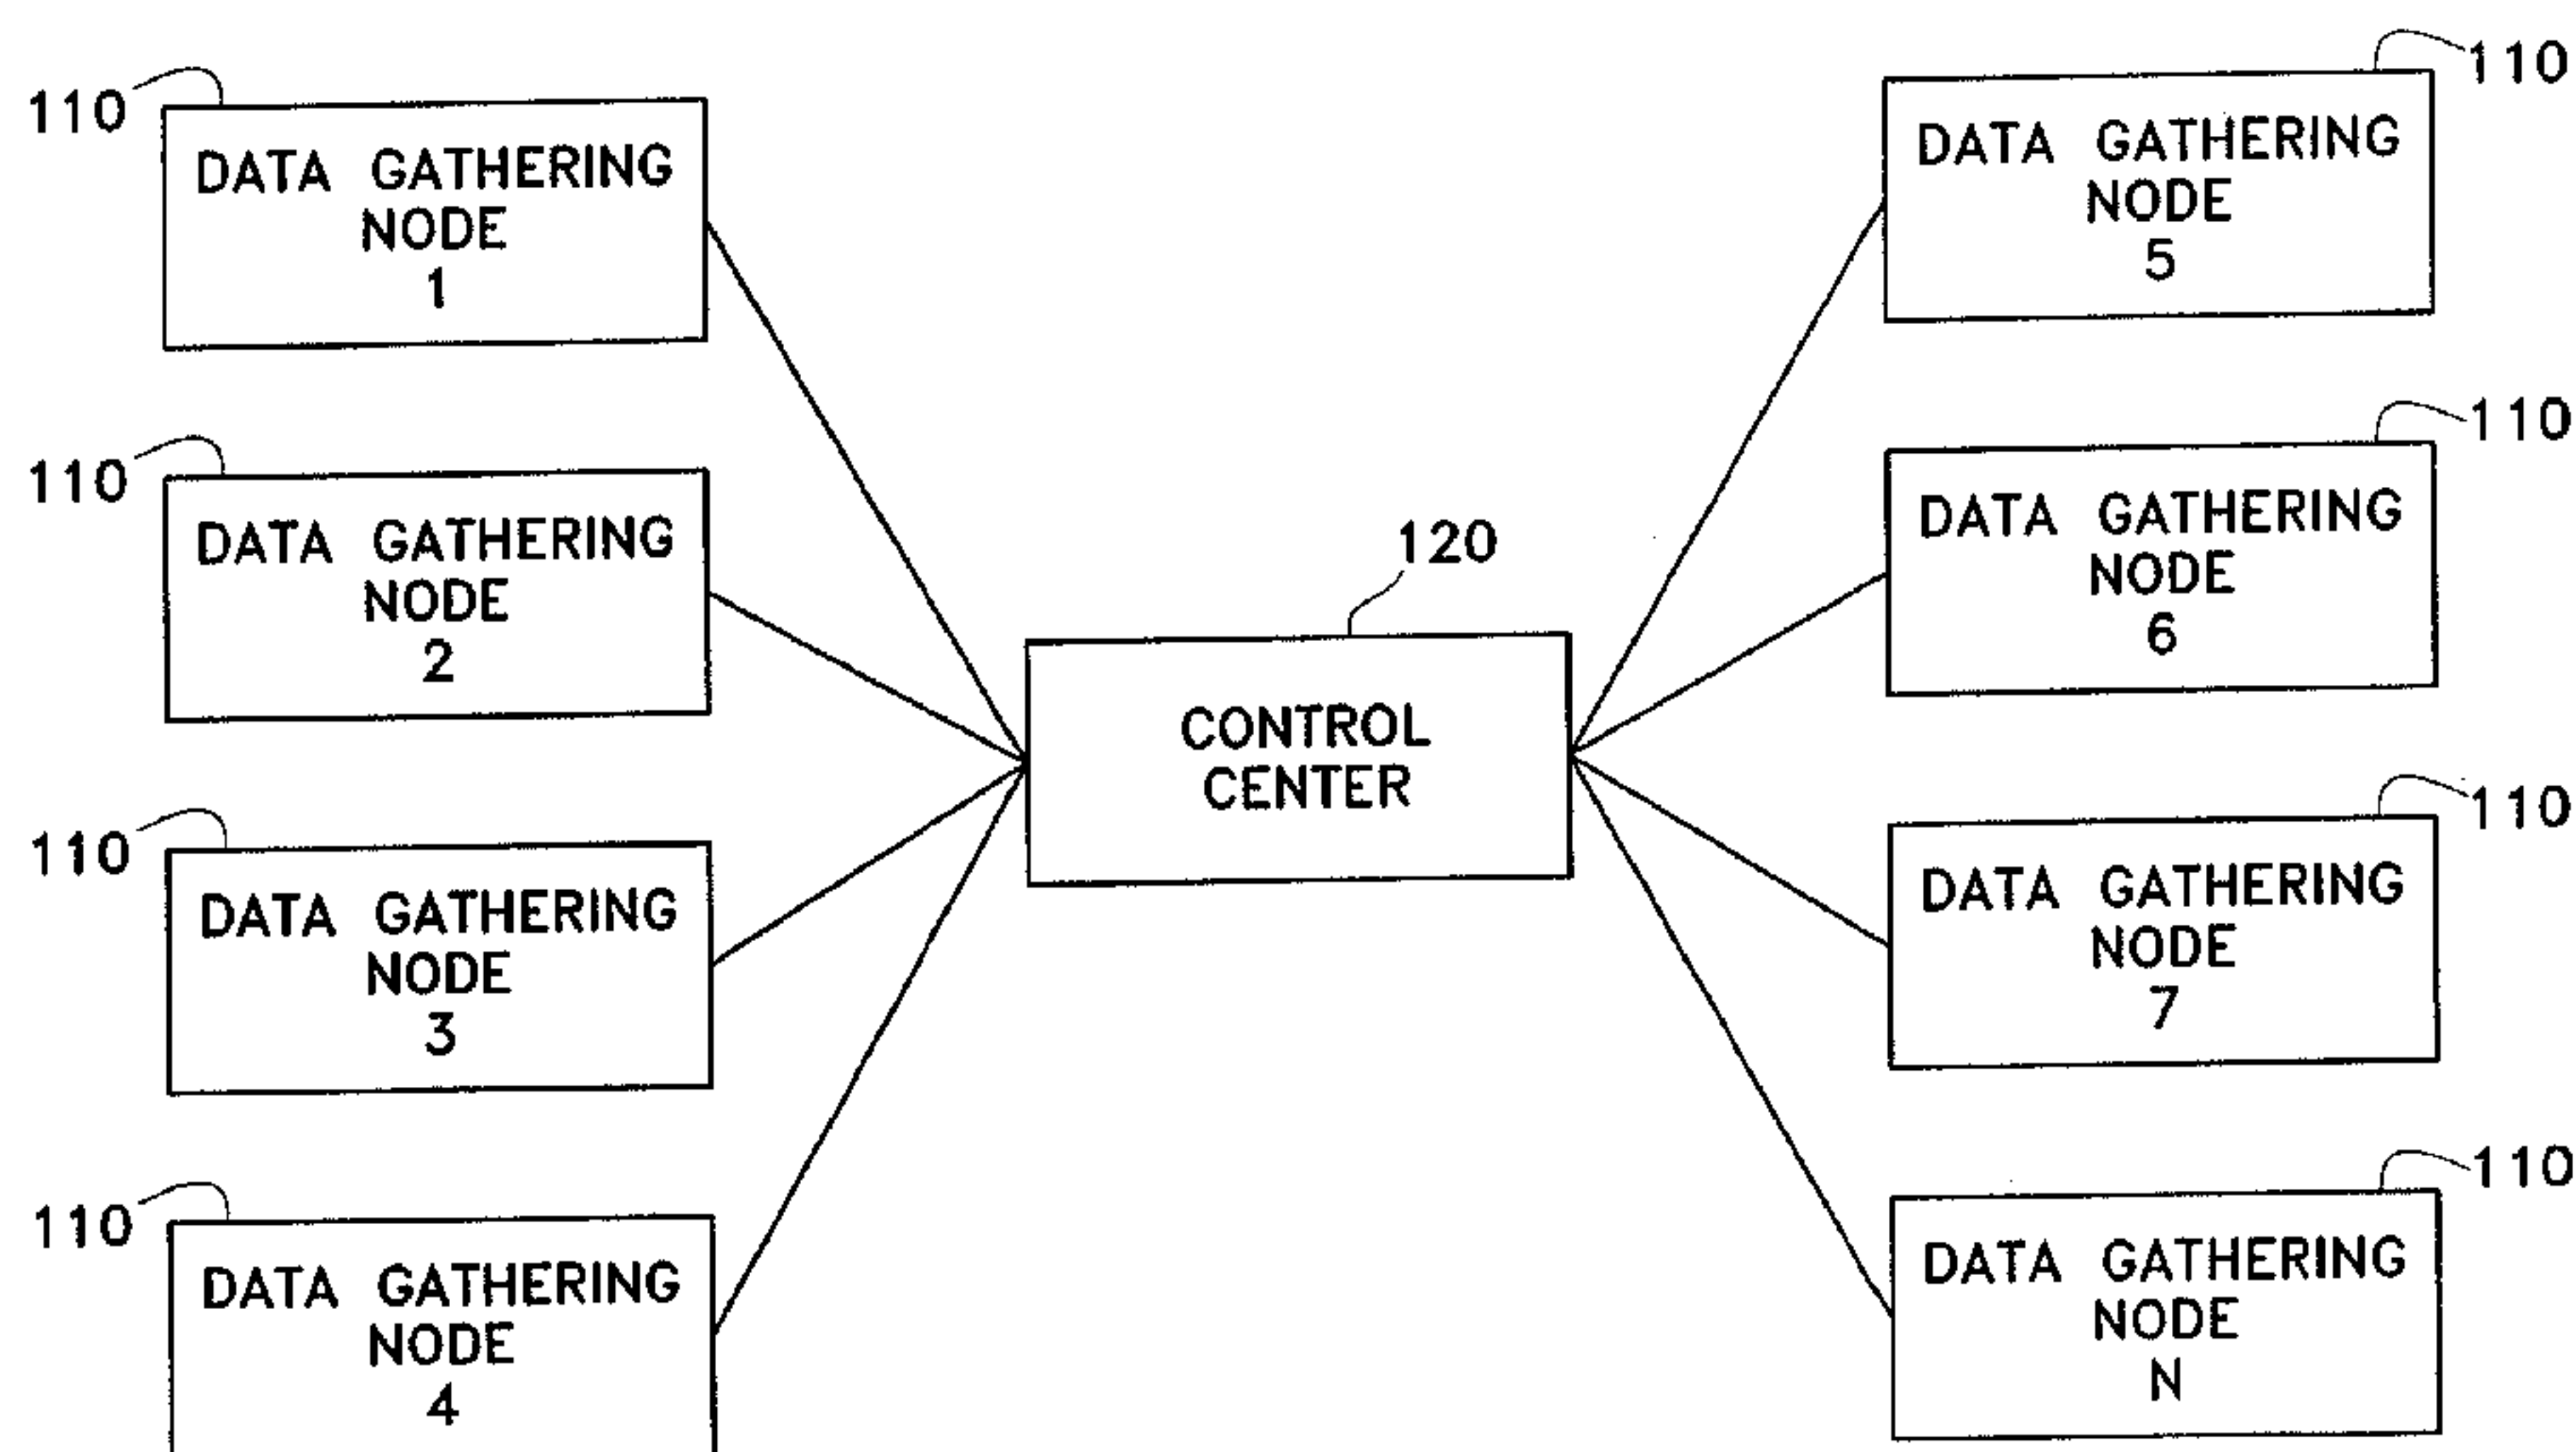 110
DATA GATHERING
NODE
1
110
DATA GATHERING
NODE
2
110
DATA GATHERING
NODE
3
110
DATA GATHERING
NODE
4
120
CONTROL
CENTER
110
DATA GATHERING
NODE
5
110
DATA GATHERING
NODE
6
110
DATA GATHERING
NODE
7
110
DATA GATHERING
NODE
N